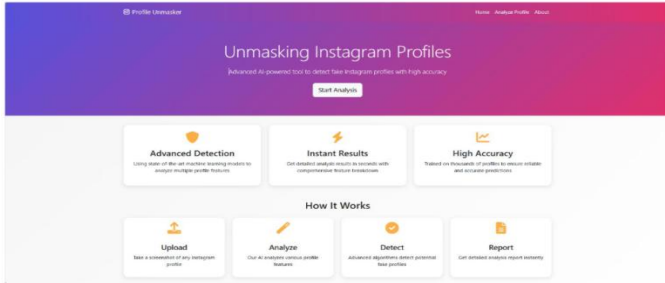 Profile Unmasker
Home Analyze Profile About
Unmasking Instagram Profiles
Advanced AI-powered tool to detect fake Instagram profiles with high accuracy
Start Analysis
Advanced Detection
Using state-of-the-art machine learning models to
analyze multiple profile features
Instant Results
Get detailed analysis results in seconds with
comprehensive feature breakdown
High Accuracy
Trained on thousands of profiles to ensure reliable
and accurate predictions
How It Works
Upload
Take a screenshot of any Instagram
profile
Analyze
Our AI analyzes various profile
features
Detect
Advanced algorithms detect potential
fake profiles
Report
Get detailed analysis report instantly